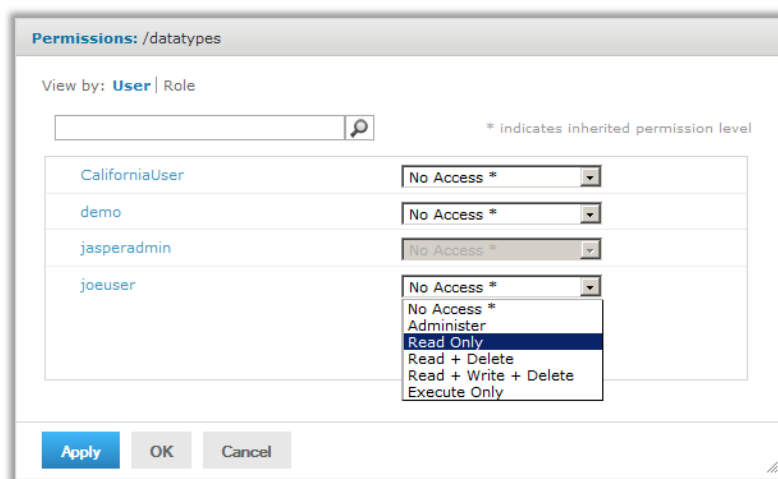 Permissions: /datatypes
View by: User | Role
* indicates inherited permission level
CaliforniaUser No Access *
demo No Access *
jasperadmin No Access *
joeuser No Access *
No Access *
Administer
Read Only
Read + Delete
Read + Write + Delete
Execute Only
Apply OK Cancel